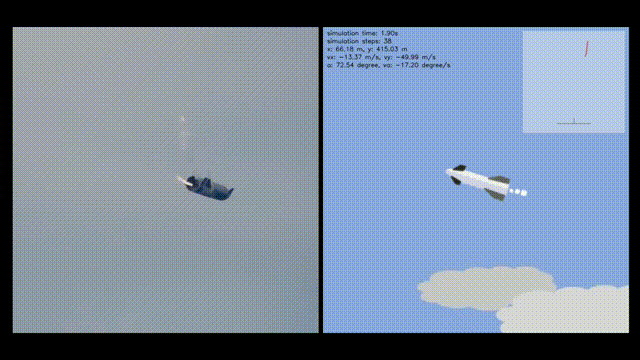 simulation time: 1.90s
simulation steps: 38
x: 66.18 m, y: 415.03 m
vx: -13.37 m/s, vy: -49.99 m/s
a: 72.54 degree, va: -17.20 degree/s